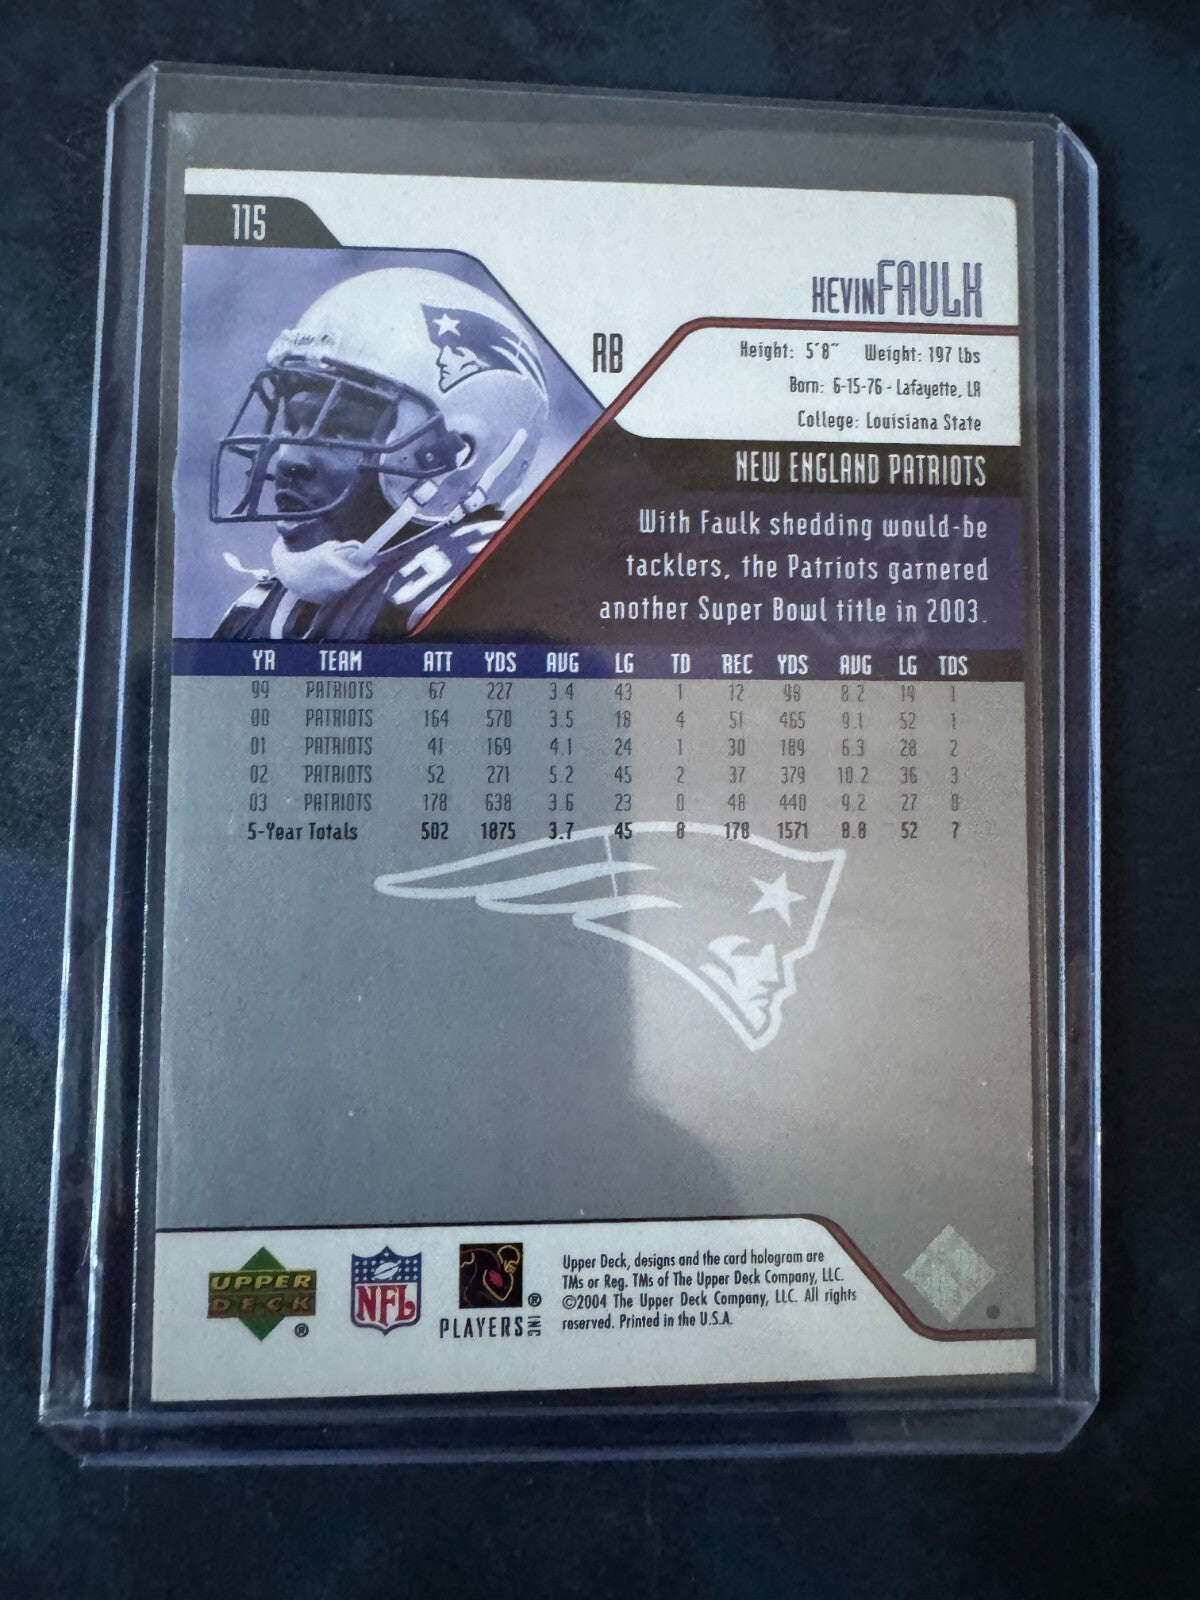 115
KEVIN FAULK
RB
Height: 5'8" Weight: 197 lbs
Born: 6-15-76 - Lafayette, LA
College: Louisiana State
NEW ENGLAND PATRIOTS
With Faulk shedding would-be
tacklers, the Patriots garnered
another Super Bowl title in 2003.
YR TEAM ATT YDS AVG LG TD REC YDS AVG LG TDS
99 PATRIOTS 67 227 3.4 43 1 12 98 8.2 19 1
00 PATRIOTS 164 570 3.5 18 4 51 465 9.1 52 1
01 PATRIOTS 41 169 4.1 24 1 30 189 6.3 28 2
02 PATRIOTS 52 271 5.2 45 2 37 379 10.2 36 3
03 PATRIOTS 178 638 3.6 23 0 48 440 9.2 27 0
5-Year Totals 502 1875 3.7 45 8 178 1571 8.8 52 7
UPPER
DECK
®
NFL
®
PLAYERS INC
Upper Deck, designs and the card hologram are
TMs or Reg. TMs of The Upper Deck Company, LLC.
©2004 The Upper Deck Company, LLC. All rights
reserved. Printed in the U.S.A.